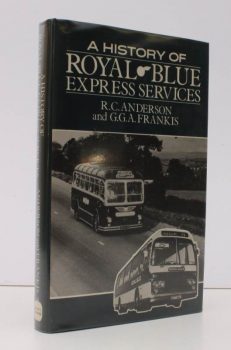 A HISTORY OF
ROYAL BLUE
EXPRESS SERVICES
R.C. ANDERSON
and G.G.A. FRANKIS